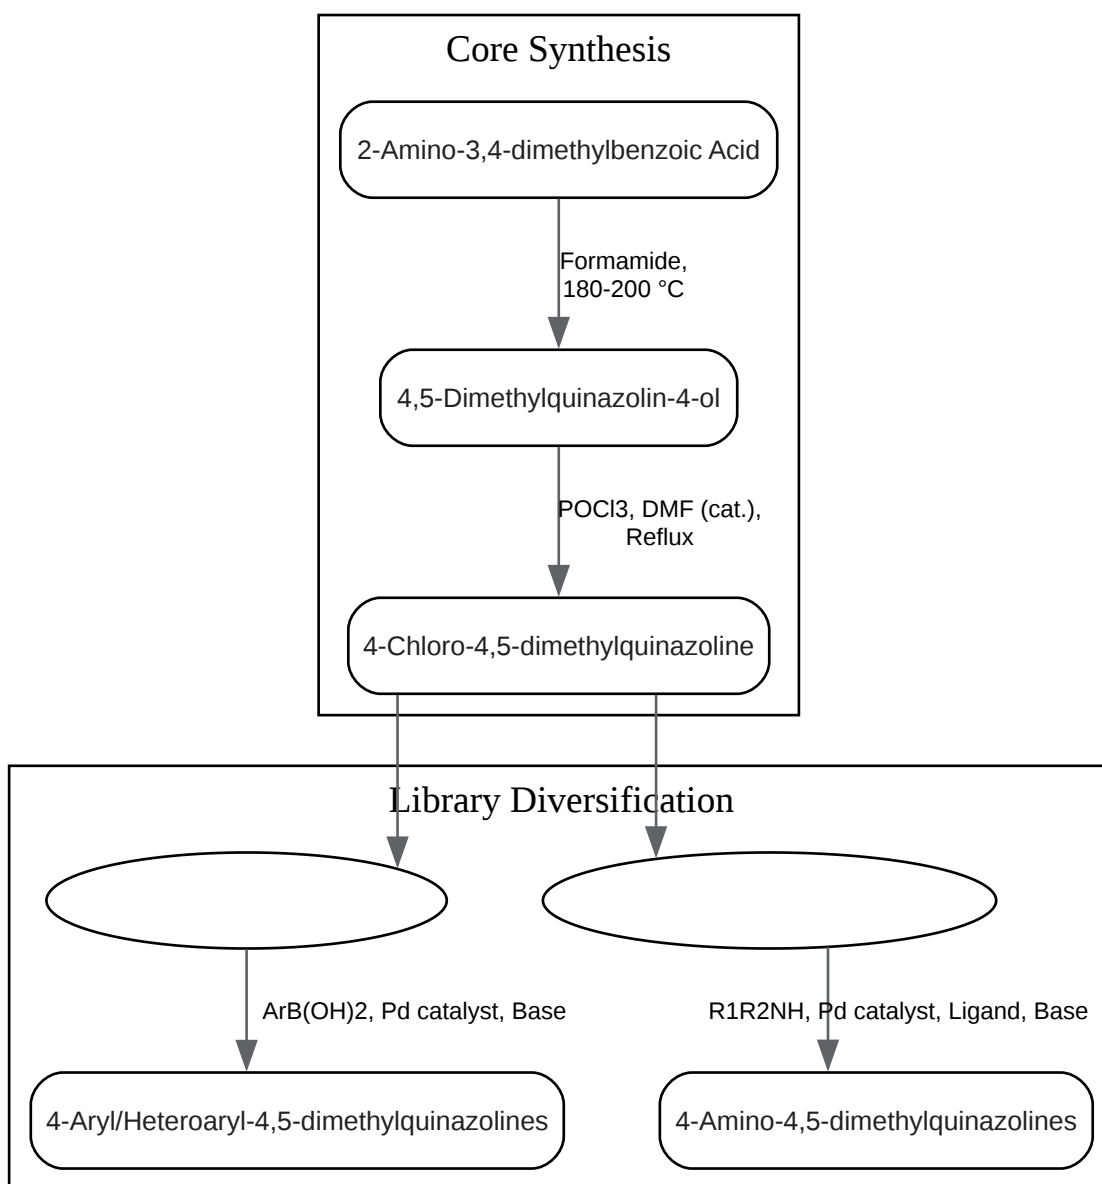 Core Synthesis
2-Amino-3,4-dimethylbenzoic Acid
Formamide,
180-200 °C
4,5-Dimethylquinazolin-4-ol
POCl3, DMF (cat.),
Reflux
4-Chloro-4,5-dimethylquinazoline
Library Diversification
ArB(OH)2, Pd catalyst, Base
R1R2NH, Pd catalyst, Ligand, Base
4-Aryl/Heteroaryl-4,5-dimethylquinazolines
4-Amino-4,5-dimethylquinazolines